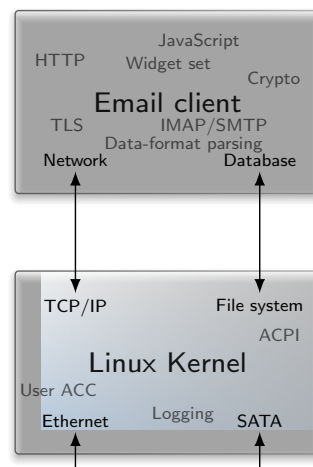 JavaScript
HTTP
Widget set
Crypto
Email client
TLS IMAP/SMTP
Data-format parsing
Network Database
TCP/IP File system
ACPI
Linux Kernel
User ACC
Logging
Ethernet SATA